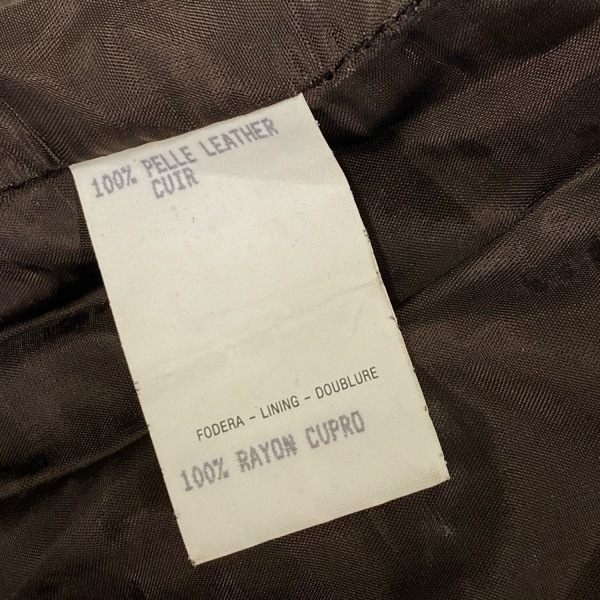 100% PELLE LEATHER
CUIR
FODERA - LINING - DOUBLURE
100% RAYON CUPRO